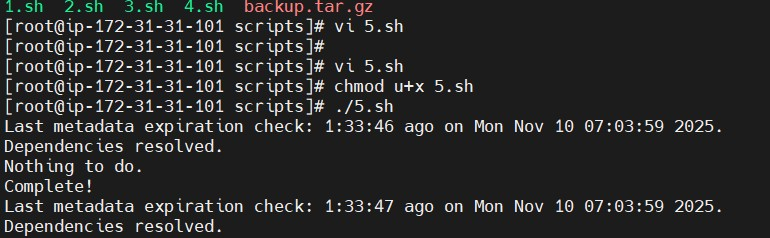 1.sh  2.sh  3.sh  4.sh  backup.tar.gz
[root@ip-172-31-31-101 scripts]# vi 5.sh
[root@ip-172-31-31-101 scripts]#
[root@ip-172-31-31-101 scripts]# vi 5.sh
[root@ip-172-31-31-101 scripts]# chmod u+x 5.sh
[root@ip-172-31-31-101 scripts]# ./5.sh
Last metadata expiration check: 1:33:46 ago on Mon Nov 10 07:03:59 2025.
Dependencies resolved.
Nothing to do.
Complete!
Last metadata expiration check: 1:33:47 ago on Mon Nov 10 07:03:59 2025.
Dependencies resolved.